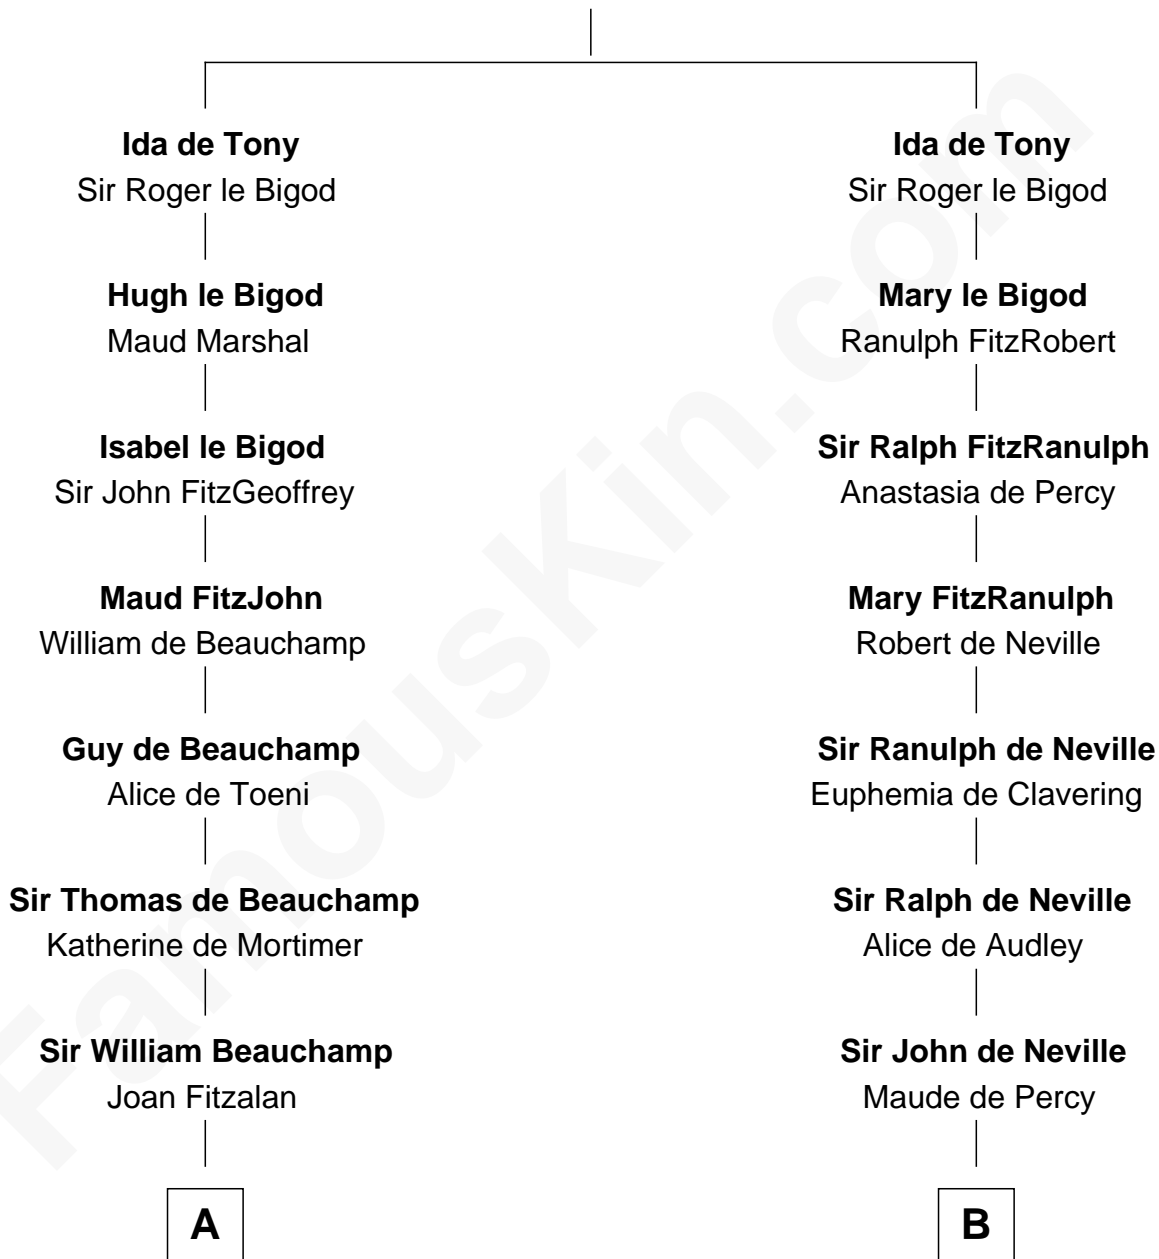 Ida de Tony
Sir Roger le Bigod
Hugh le Bigod
Maud Marshal
Isabel le Bigod
Sir John FitzGeoffrey
Maud FitzJohn
William de Beauchamp
Guy de Beauchamp
Alice de Toeni
Sir Thomas de Beauchamp
Katherine de Mortimer
Sir William Beauchamp
Joan Fitzalan
A
Ida de Tony
Sir Roger le Bigod
Mary le Bigod
Ranulph FitzRobert
Sir Ralph FitzRanulph
Anastasia de Percy
Mary FitzRanulph
Robert de Neville
Sir Ranulph de Neville
Euphemia de Clavering
Sir Ralph de Neville
Alice de Audley
Sir John de Neville
Maude de Percy
B
FamousKin.com